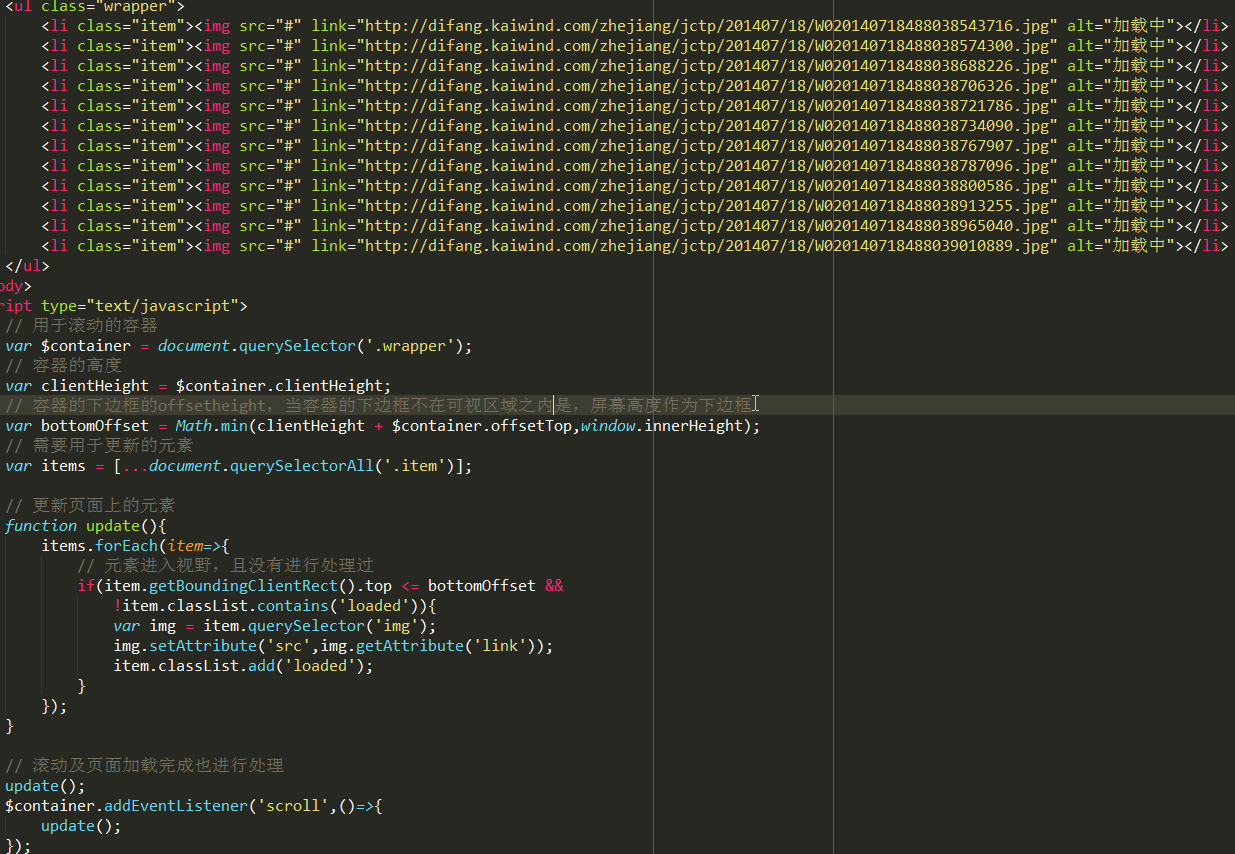 <ul class="wrapper">
<li class="item"><img src="#" link="http://difang.kaiwind.com/zhejiang/jctp/201407/18/W020140718488038543716.jpg" alt="加载中"></li>
<li class="item"><img src="#" link="http://difang.kaiwind.com/zhejiang/jctp/201407/18/W020140718488038574300.jpg" alt="加载中"></li>
<li class="item"><img src="#" link="http://difang.kaiwind.com/zhejiang/jctp/201407/18/W020140718488038688226.jpg" alt="加载中"></li>
<li class="item"><img src="#" link="http://difang.kaiwind.com/zhejiang/jctp/201407/18/W020140718488038706326.jpg" alt="加载中"></li>
<li class="item"><img src="#" link="http://difang.kaiwind.com/zhejiang/jctp/201407/18/W020140718488038721786.jpg" alt="加载中"></li>
<li class="item"><img src="#" link="http://difang.kaiwind.com/zhejiang/jctp/201407/18/W020140718488038734090.jpg" alt="加载中"></li>
<li class="item"><img src="#" link="http://difang.kaiwind.com/zhejiang/jctp/201407/18/W020140718488038767907.jpg" alt="加载中"></li>
<li class="item"><img src="#" link="http://difang.kaiwind.com/zhejiang/jctp/201407/18/W020140718488038787096.jpg" alt="加载中"></li>
<li class="item"><img src="#" link="http://difang.kaiwind.com/zhejiang/jctp/201407/18/W020140718488038800586.jpg" alt="加载中"></li>
<li class="item"><img src="#" link="http://difang.kaiwind.com/zhejiang/jctp/201407/18/W020140718488038913255.jpg" alt="加载中"></li>
<li class="item"><img src="#" link="http://difang.kaiwind.com/zhejiang/jctp/201407/18/W020140718488038965040.jpg" alt="加载中"></li>
<li class="item"><img src="#" link="http://difang.kaiwind.com/zhejiang/jctp/201407/18/W020140718488039010889.jpg" alt="加载中"></li>
</ul>
ody>
ript type="text/javascript">
// 用于滚动的容器
var $container = document.querySelector('.wrapper');
// 容器的高度
var clientHeight = $container.clientHeight;
// 容器的下边框的offsetheight，当容器的下边框不在可视区域之内是，屏幕高度作为下边框
var bottomOffset = Math.min(clientHeight + $container.offsetTop,window.innerHeight);
// 需要用于更新的元素
var items = [...document.querySelectorAll('.item')];
// 更新页面上的元素
function update(){
items.forEach(item=>{
// 元素进入视野，且没有进行处理过
if(item.getBoundingClientRect().top <= bottomOffset &&
!item.classList.contains('loaded')){
var img = item.querySelector('img');
img.setAttribute('src',img.getAttribute('link'));
item.classList.add('loaded');
}
});
}
// 滚动及页面加载完成也进行处理
update();
$container.addEventListener('scroll',()=>{
update();
});